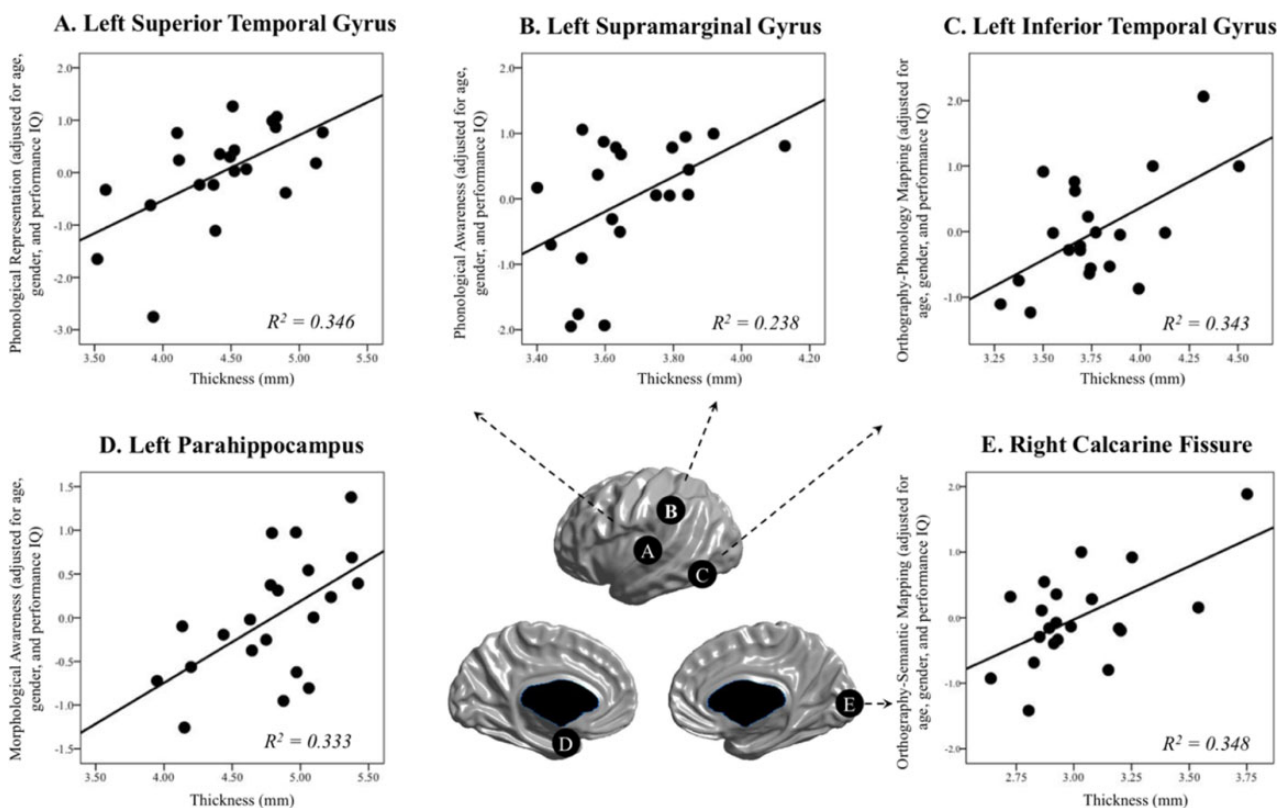 A. Left Superior Temporal Gyrus
Phonological Representation (adjusted for age,
gender, and performance IQ)
2.0
1.0
0.0
-1.0
-2.0
-3.0
R² = 0.346
3.50 4.00 4.50 5.00 5.50
Thickness (mm)
B. Left Supramarginal Gyrus
Phonological Awareness (adjusted for age,
gender, and performance IQ)
2.0
1.0
0.0
-1.0
-2.0
R² = 0.238
3.40 3.60 3.80 4.00 4.20
Thickness (mm)
C. Left Inferior Temporal Gyrus
Orthography-Phonology Mapping (adjusted for
age, gender, and performance IQ)
2.0
1.0
0.0
-1.0
R² = 0.343
3.25 3.50 3.75 4.00 4.25 4.50
Thickness (mm)
D. Left Parahippocampus
Morphological Awareness (adjusted for age,
gender, and performance IQ)
1.5
1.0
0.5
0.0
-0.5
-1.0
-1.5
R² = 0.333
3.50 4.00 4.50 5.00 5.50
Thickness (mm)
B
A
C
D
E
E. Right Calcarine Fissure
Orthography-Semantic Mapping (adjusted for
age, gender, and performance IQ)
2.0
1.0
0.0
-1.0
-2.0
R² = 0.348
2.75 3.00 3.25 3.50 3.75
Thickness (mm)